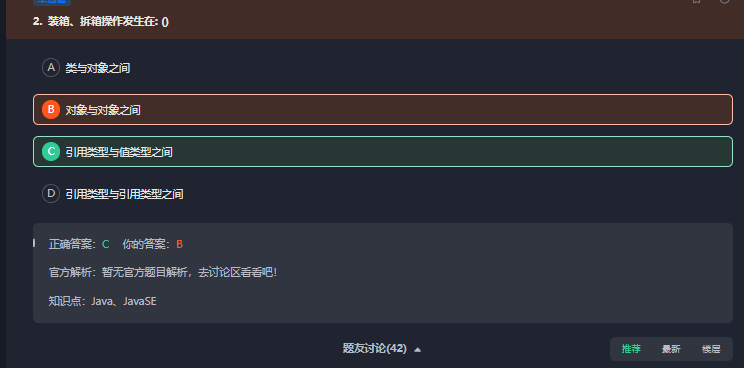 2. 装箱、拆箱操作发生在: ()
A 类与对象之间
B 对象与对象之间
C 引用类型与值类型之间
D 引用类型与引用类型之间
正确答案：C 你的答案：B
官方解析：暂无官方题目解析，去讨论区看看吧！
知识点：Java、JavaSE
题友讨论(42)
推荐 最新 楼层